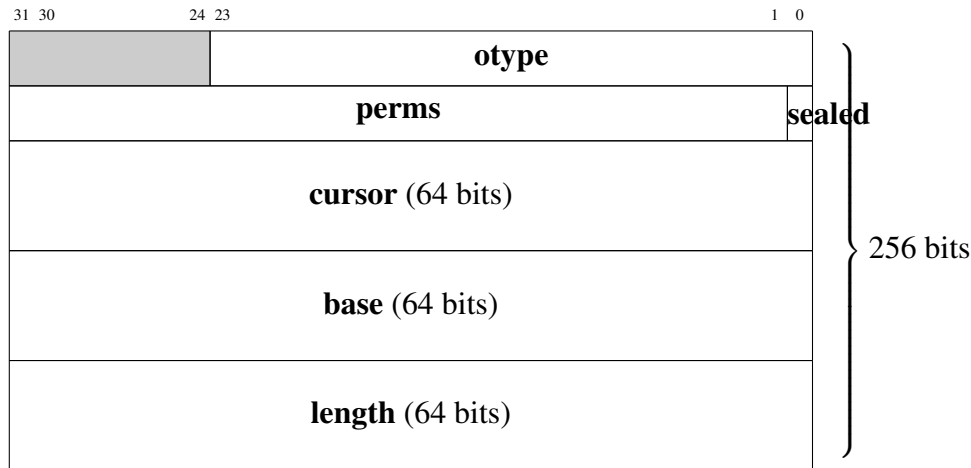 31 30 24 23 1 0
otype
perms sealed
cursor (64 bits)
256 bits
base (64 bits)
length (64 bits)